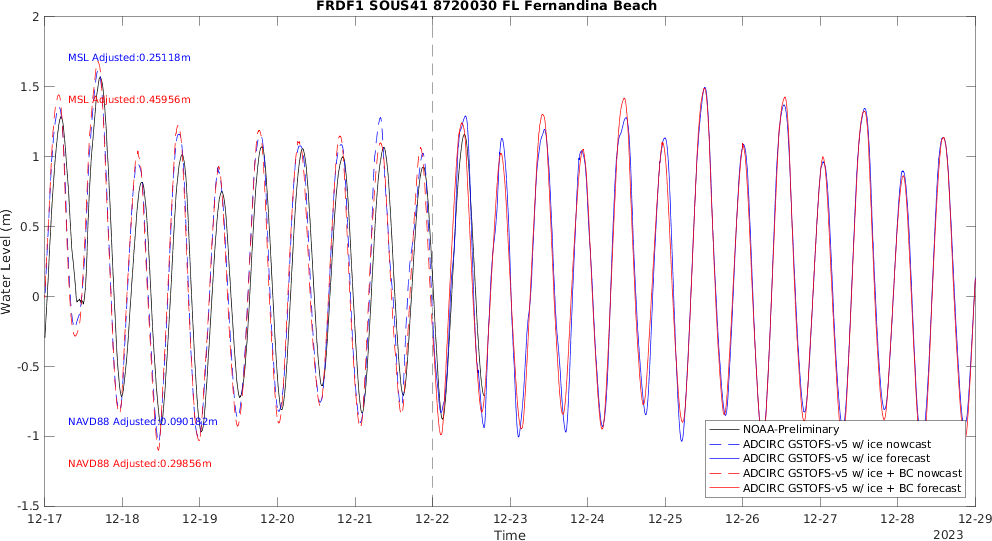 FRDF1 SOUS41 8720030 FL Fernandina Beach
2
1.5
1
0.5
0
-0.5
-1
-1.5
Water Level (m)
MSL Adjusted:0.25118m
MSL Adjusted:0.45956m
NAVD88 Adjusted:0.090182m
NAVD88 Adjusted:0.29856m
NOAA-Preliminary
ADCIRC GSTOFS-v5 w/ ice nowcast
ADCIRC GSTOFS-v5 w/ ice forecast
ADCIRC GSTOFS-v5 w/ ice + BC nowcast
ADCIRC GSTOFS-v5 w/ ice + BC forecast
12-17 12-18 12-19 12-20 12-21 12-22 12-23 12-24 12-25 12-26 12-27 12-28 12-29
Time
2023